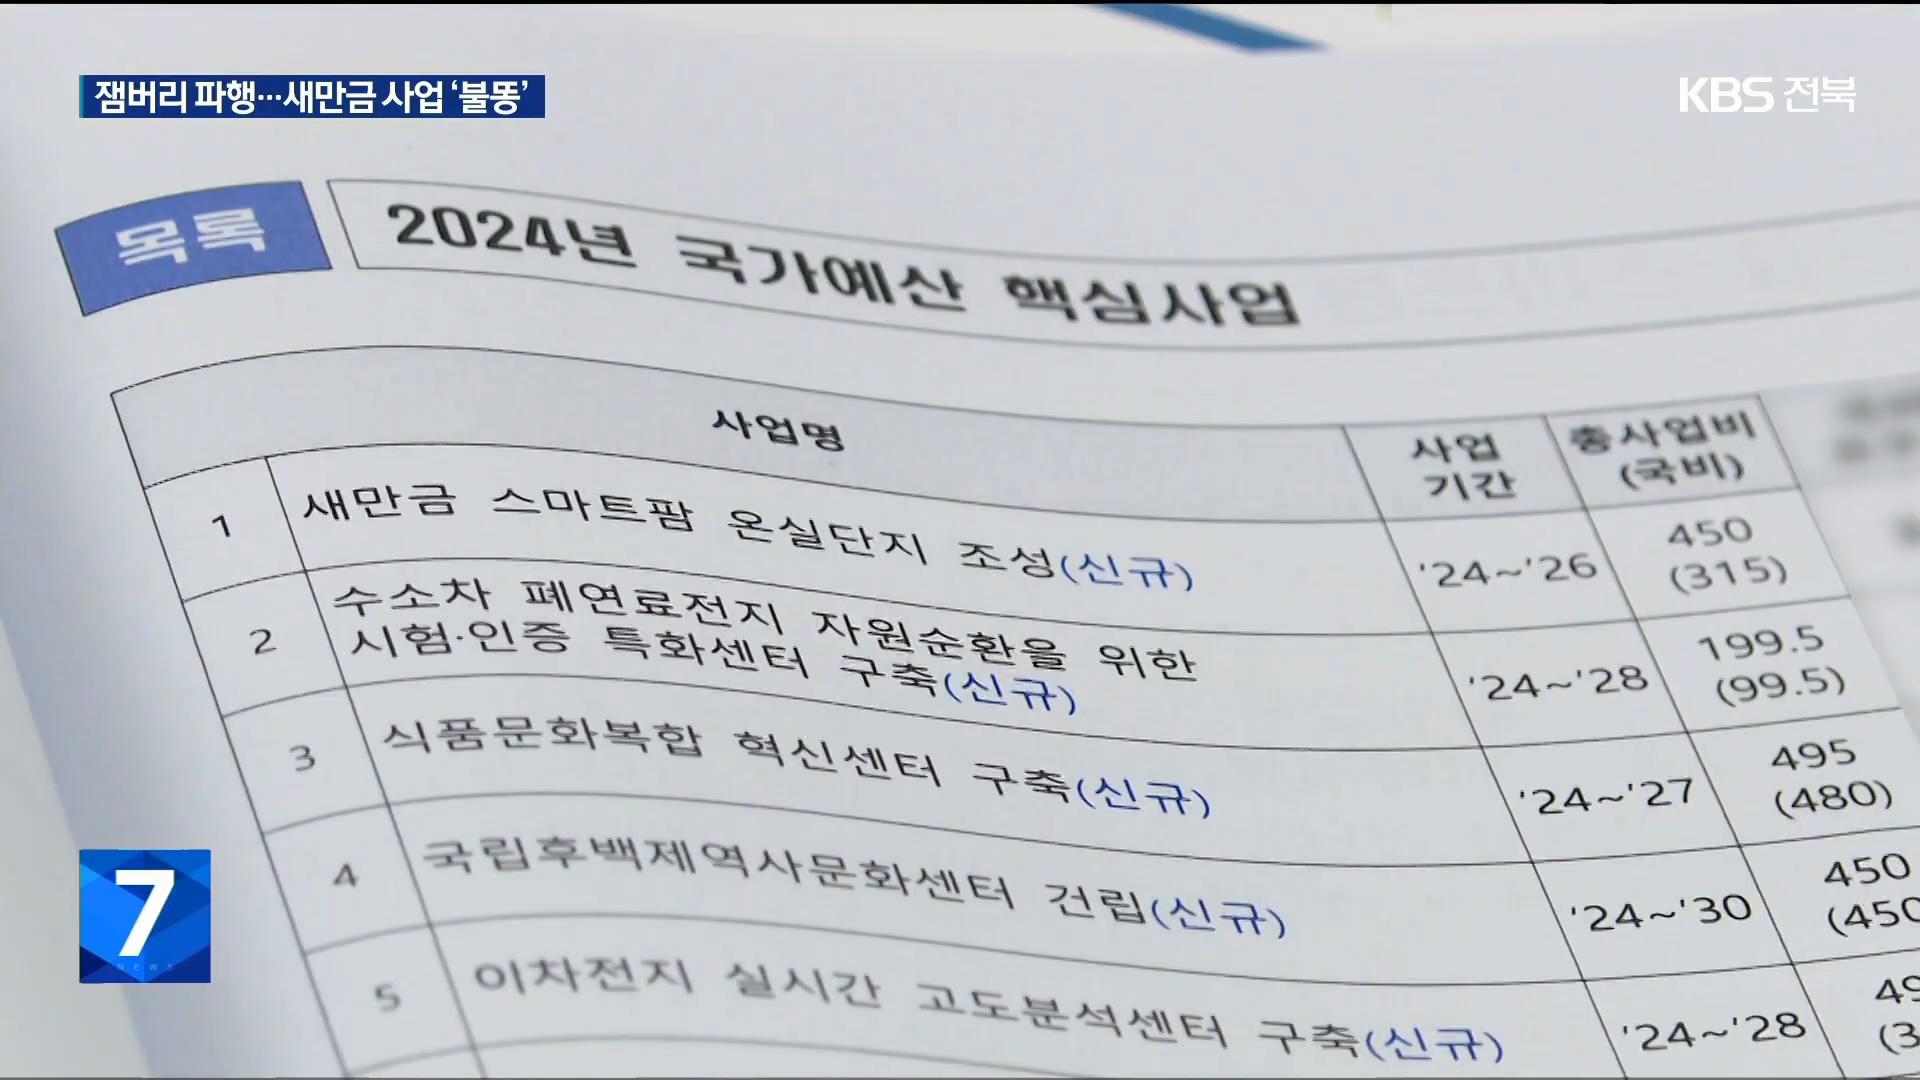 잼버리 파행…새만금 사업 ‘불똥’
KBS 전북
목록
2024년 국가예산 핵심사업
사업명
사업
기간
총사업비
(국비)
1
새만금 스마트팜 온실단지 조성(신규)
'24~'26
450
(315)
2
수소차 폐연료전지 자원순환을 위한
시험·인증 특화센터 구축(신규)
'24~'28
199.5
(99.5)
3
식품문화복합 혁신센터 구축(신규)
'24~'27
495
(480)
4
국립후백제역사문화센터 건립(신규)
'24~'30
450
(450
5
이차전지 실시간 고도분석센터 구축(신규)
'24~'28
49
(3
7
NEWS